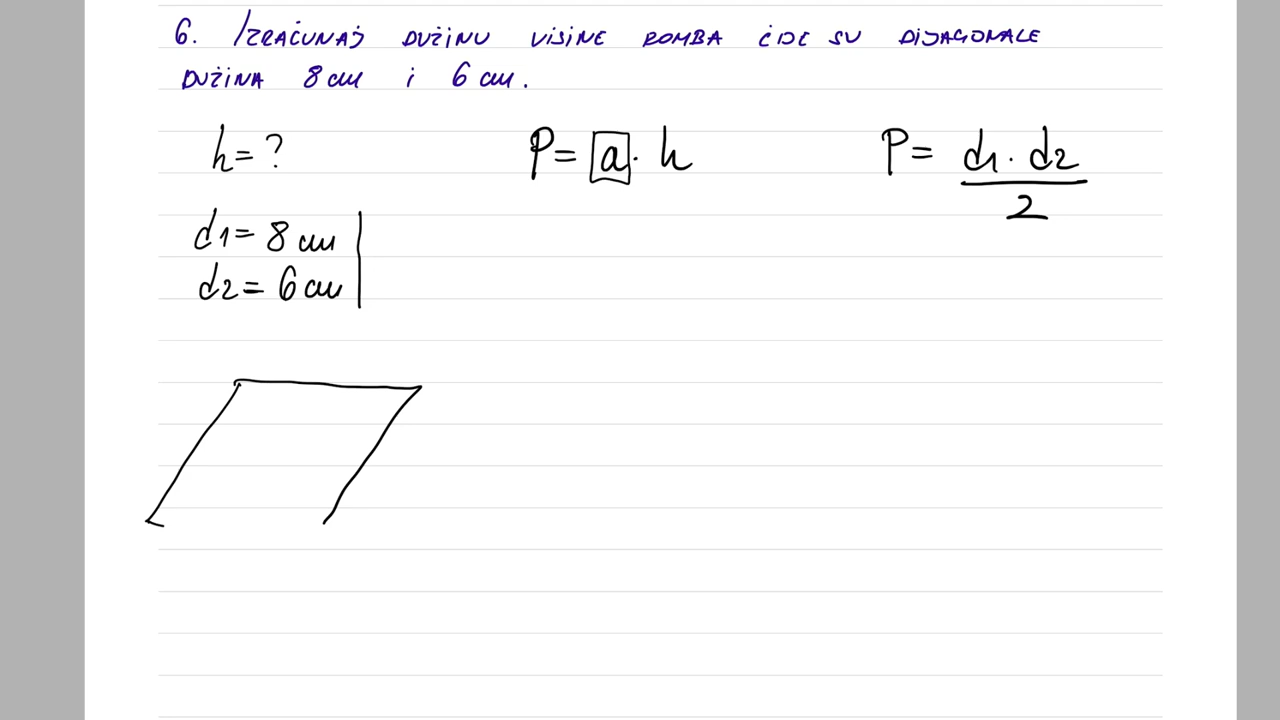 6. IZRAČUNAJ DUŽINU VISINE ROMBA ČIJE SU DIJAGONALE
DUŽINA 8 cm i 6 cm.
h = ?
P = a · h
P = d1 · d2 / 2
d1 = 8 cm
d2 = 6 cm